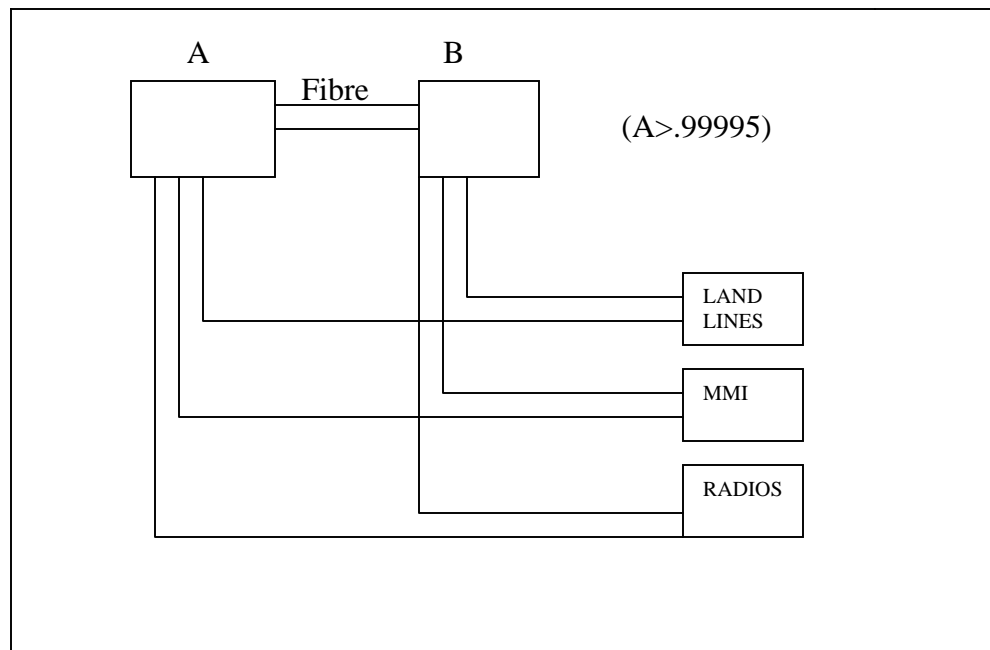 A
B
Fibre
(A>.99995)
LAND
LINES
MMI
RADIOS